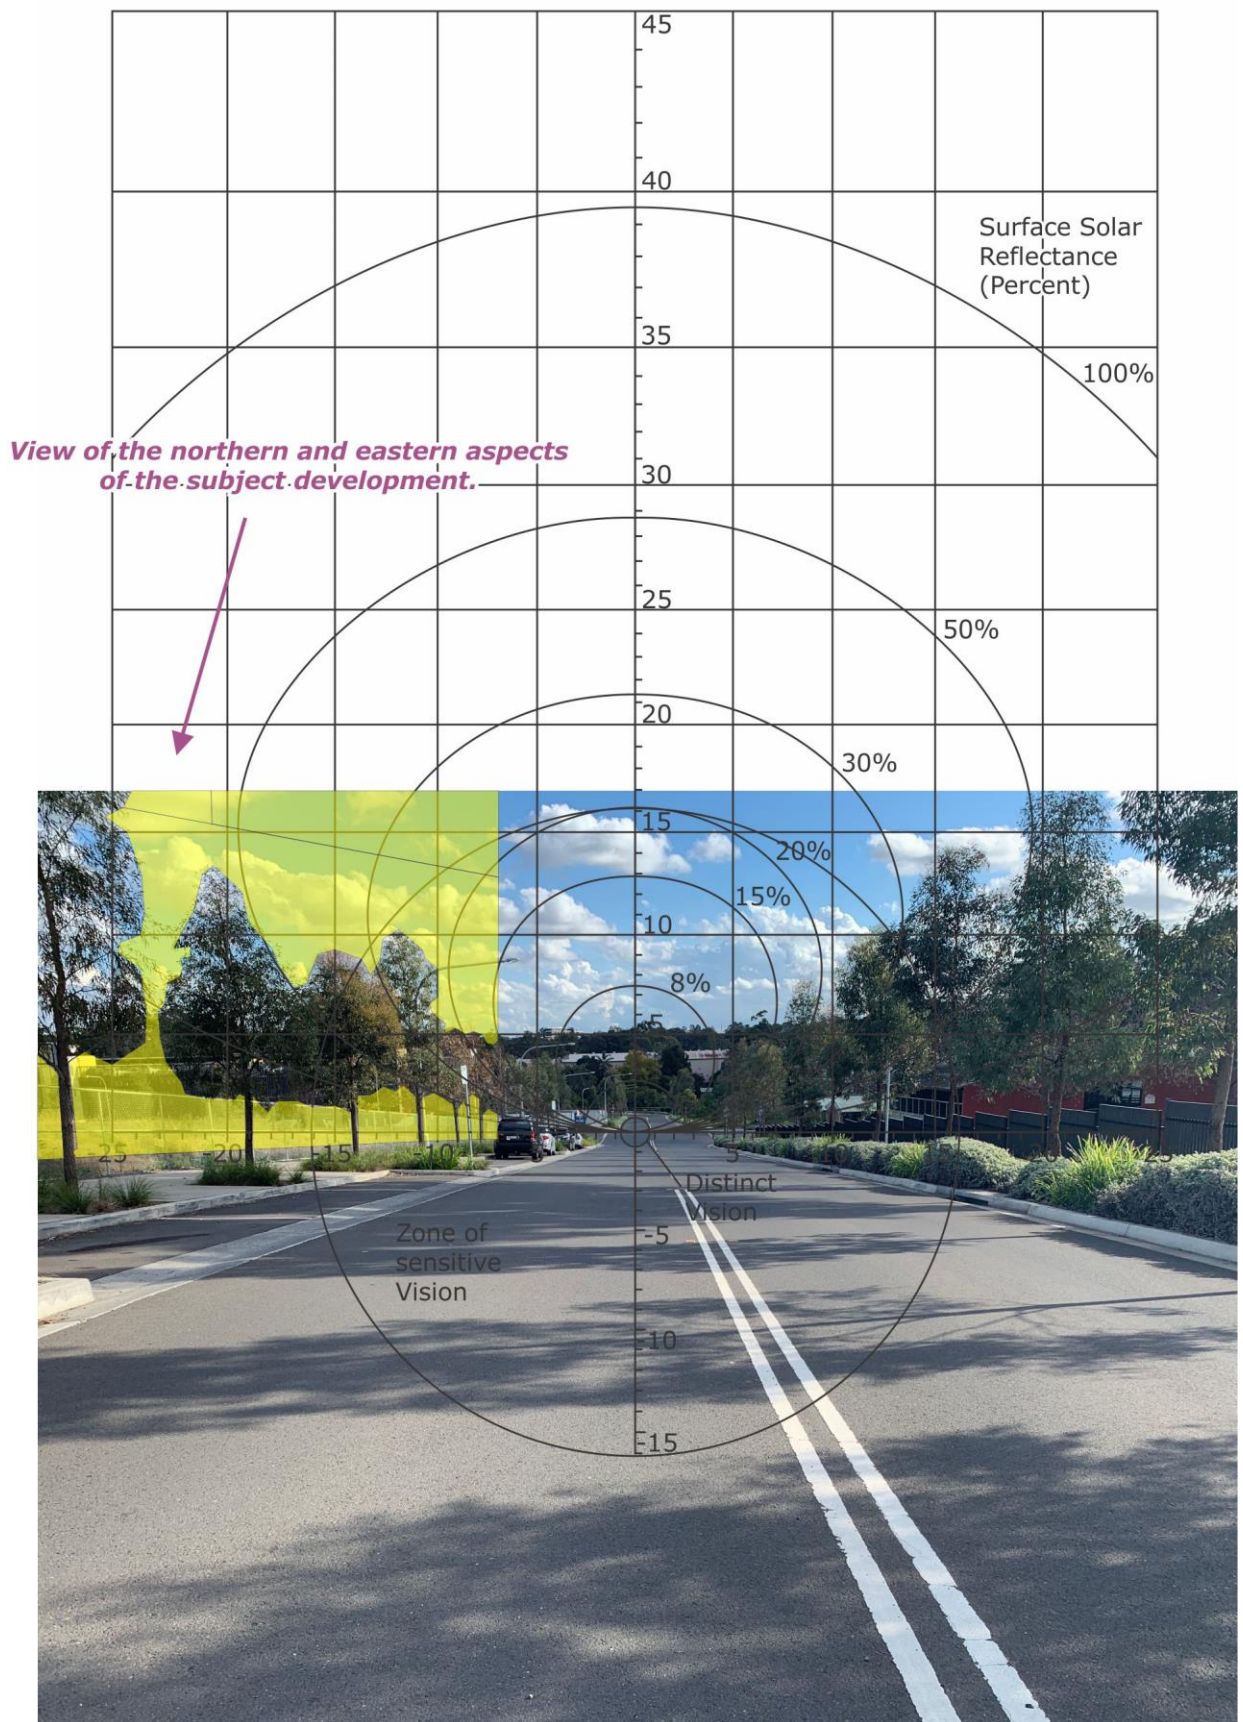 45
40
Surface Solar
Reflectance
(Percent)
35
100%
View of the northern and eastern aspects
of the subject development.
30
25
50%
20
30%
15
20%
15%
10
8%
5
25
-20
-15
-10
5
10
Distinct
Vision
Zone of
sensitive
Vision
-5
-10
-15